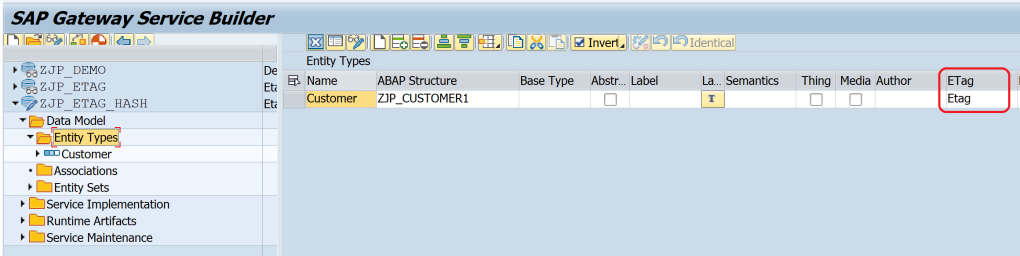 SAP Gateway Service Builder
Invert
Identical
Entity Types
ZJP_DEMO De
ZJP_ETAG Eta
ZJP_ETAG_HASH Eta
Data Model
Entity Types
Customer
Associations
Entity Sets
Service Implementation
Runtime Artifacts
Service Maintenance
Name ABAP Structure Base Type Abstr... Label La... Semantics Thing Media Author ETag
Customer ZJP_CUSTOMER1 T Etag